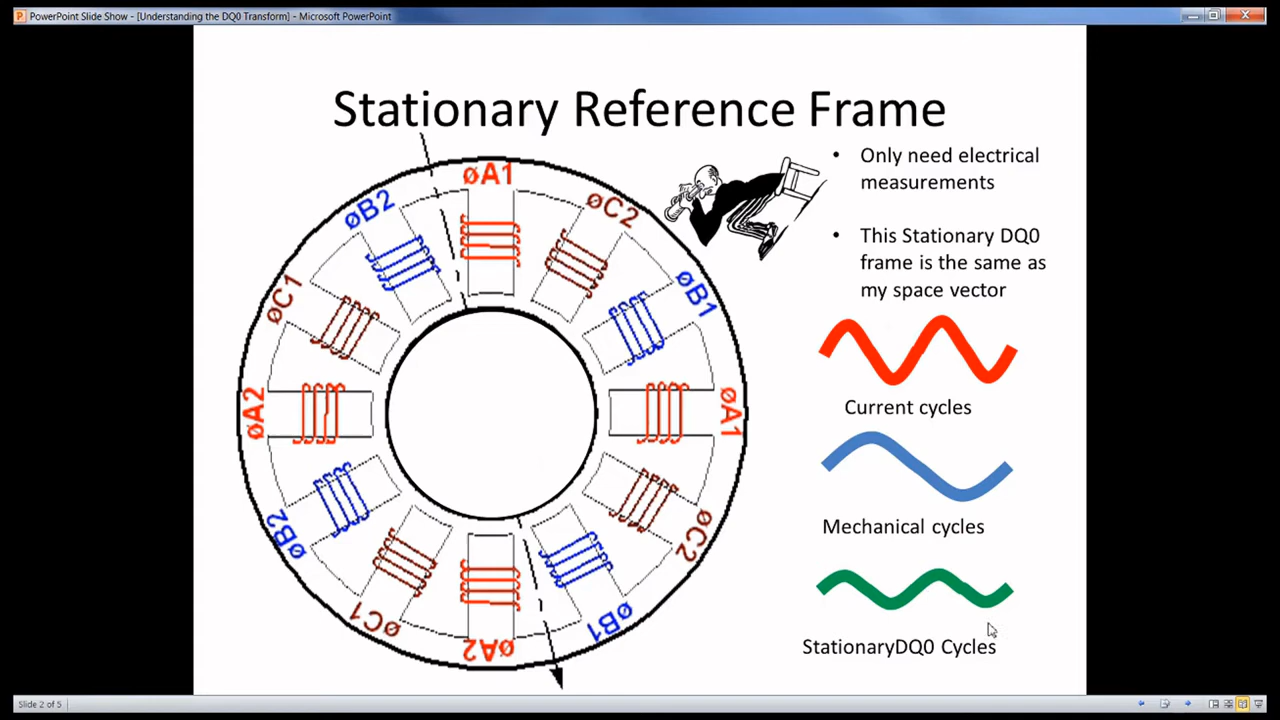 PowerPoint Slide Show - [Understanding the DQ0 Transform] - Microsoft PowerPoint
Stationary Reference Frame
• Only need electrical
measurements
• This Stationary DQ0
frame is the same as
my space vector
Current cycles
Mechanical cycles
StationaryDQ0 Cycles
øA1
øC2
øB1
øA1
øC2
øB1
øA2
øC1
øB2
øA2
øC1
øB2
Slide 2 of 5